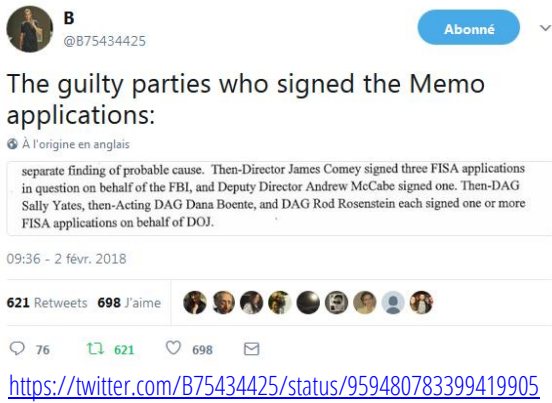 B
@B75434425
Abonné
The guilty parties who signed the Memo
applications:
À l'origine en anglais
separate finding of probable cause. Then-Director James Comey signed three FISA applications
in question on behalf of the FBI, and Deputy Director Andrew McCabe signed one. Then-DAG
Sally Yates, then-Acting DAG Dana Boente, and DAG Rod Rosenstein each signed one or more
FISA applications on behalf of DOJ.
09:36 - 2 févr. 2018
621 Retweets 698 J'aime
76 621 698
https://twitter.com/B75434425/status/959480783399419905